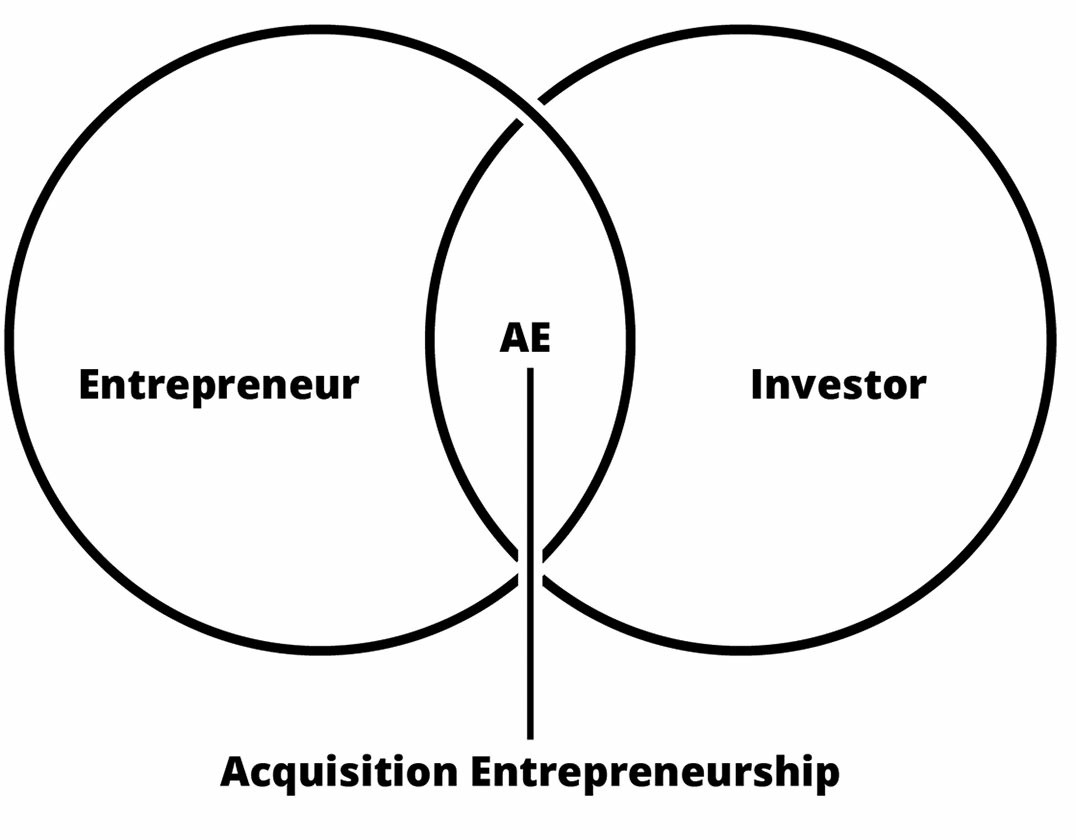 AE
Entrepreneur
Investor
Acquisition Entrepreneurship